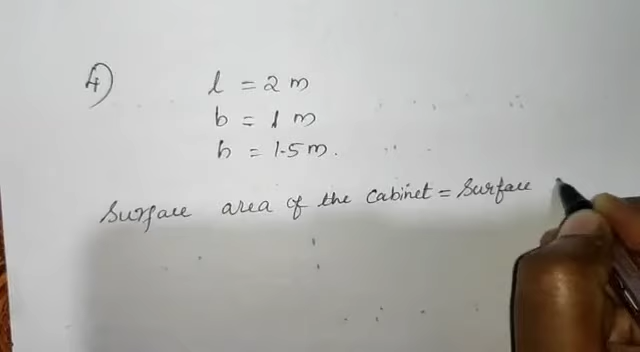 4)
l = 2 m
b = 1 m
h = 1.5 m.
Surface area of the cabinet = Surface